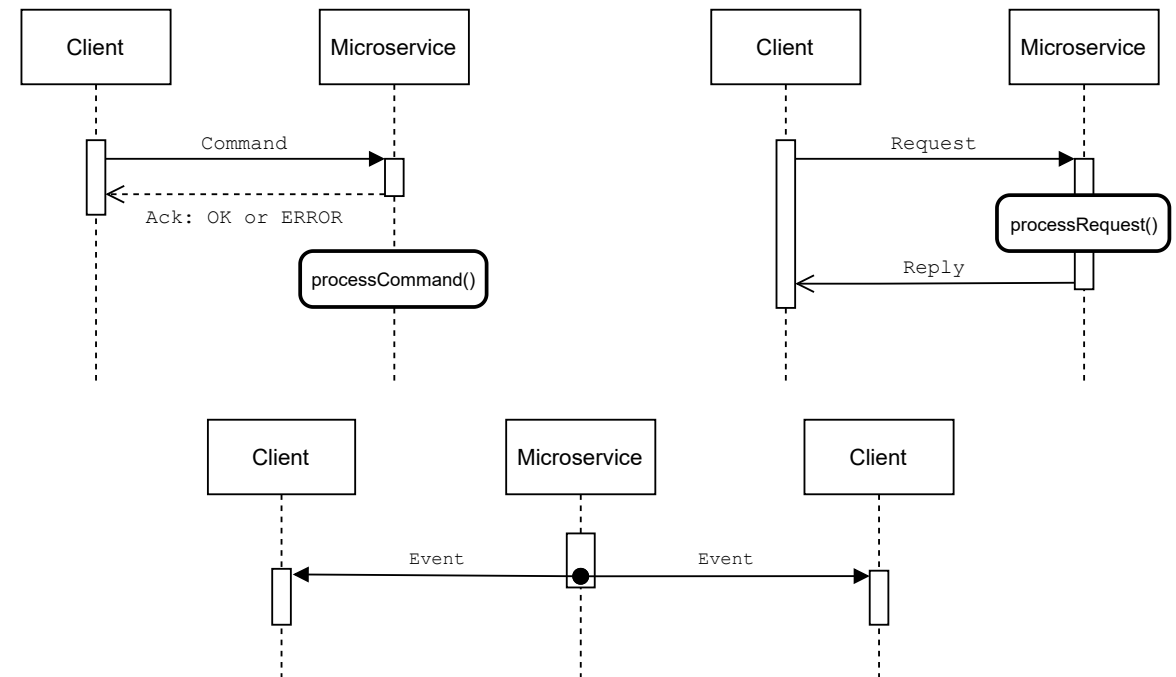 Client
Microservice
Command
Ack: OK or ERROR
processCommand()
Client
Microservice
Request
processRequest()
Reply
Client
Microservice
Client
Event
Event